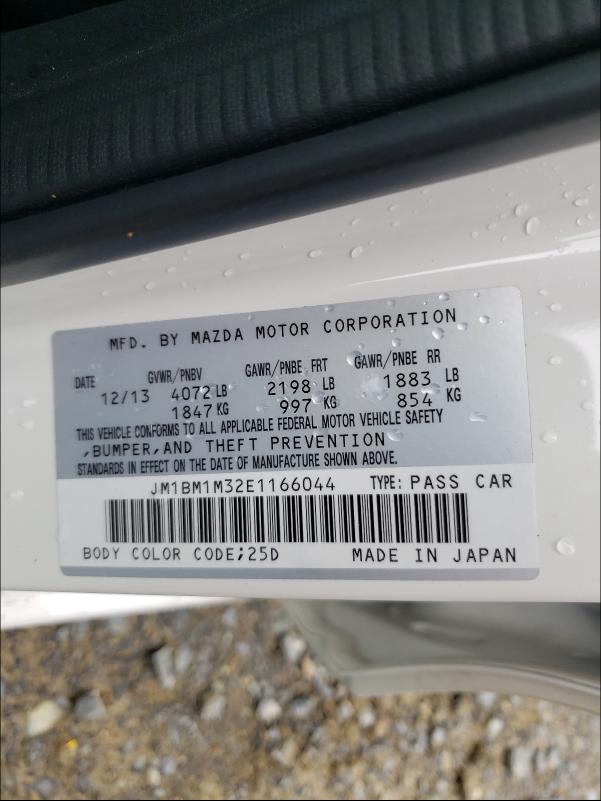 MFD. BY MAZDA MOTOR CORPORATION
DATE GVWR/PNBV GAWR/PNBE FRT GAWR/PNBE RR
12/13 4072 LB 2198 LB 1883 LB
1847 KG 997 KG 854 KG
THIS VEHICLE CONFORMS TO ALL APPLICABLE FEDERAL MOTOR VEHICLE SAFETY
,BUMPER,AND THEFT PREVENTION
STANDARDS IN EFFECT ON THE DATE OF MANUFACTURE SHOWN ABOVE.
JM1BM1M32E1166044 TYPE: PASS CAR
BODY COLOR CODE;25D MADE IN JAPAN